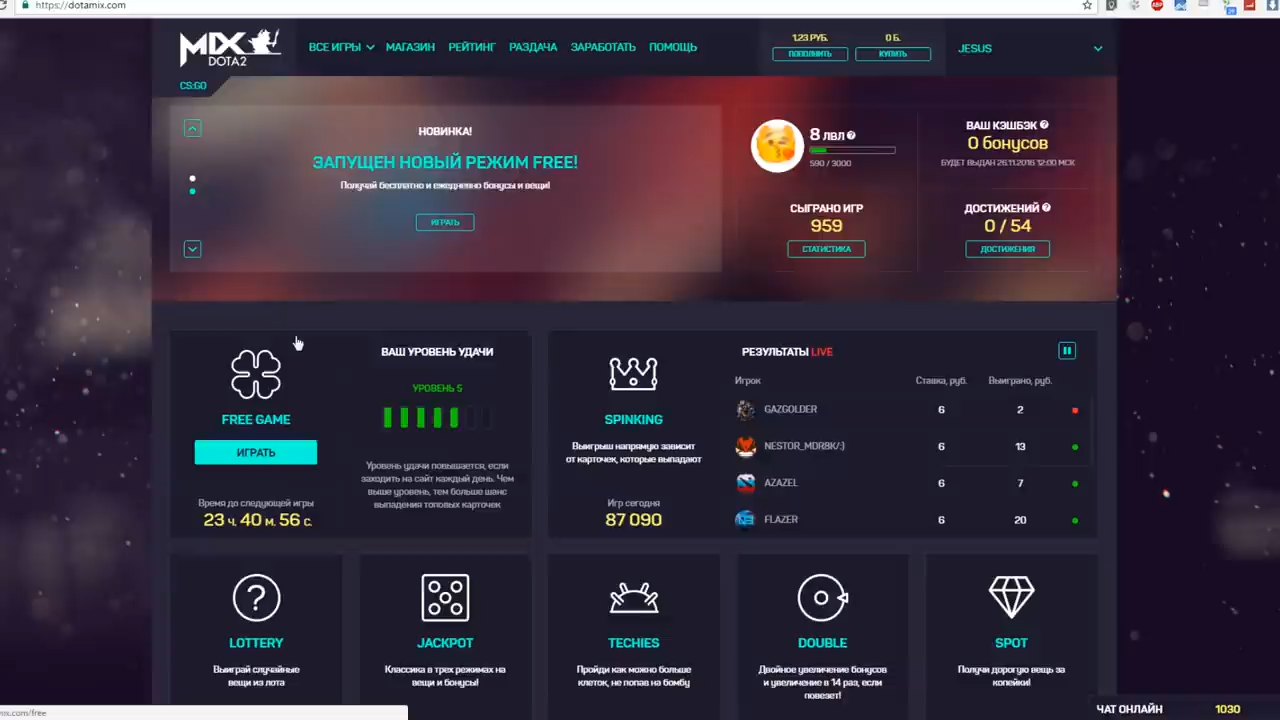 https://dotamix.com
MIX
DOTA2
ВСЕ ИГРЫ
МАГАЗИН
РЕЙТИНГ
РАЗДАЧА
ЗАРАБОТАТЬ
ПОМОЩЬ
1.23 РУБ.
ПОПОЛНИТЬ
0 Б.
КУПИТЬ
JESUS
CS:GO
НОВИНКА!
ЗАПУЩЕН НОВЫЙ РЕЖИМ FREE!
Получай бесплатно и ежедневно бонусы и вещи!
ИГРАТЬ
8 ЛВЛ
590 / 3000
ВАШ КЭШБЭК
0 бонусов
БУДЕТ ВЫДАН 26.11.2016 12:00 МСК
СЫГРАНО ИГР
959
СТАТИСТИКА
ДОСТИЖЕНИЙ
0 / 54
ДОСТИЖЕНИЯ
FREE GAME
ИГРАТЬ
Время до следующей игры
23 ч. 40 м. 56 с.
ВАШ УРОВЕНЬ УДАЧИ
УРОВЕНЬ 5
Уровень удачи повышается, если
заходить на сайт каждый день. Чем
выше уровень, тем больше шанс
выпадения топовых карточек
SPINKING
Выигрыш напрямую зависит
от карточек, которые выпадают
Игр сегодня
87 090
РЕЗУЛЬТАТЫ LIVE
Игрок Ставка, руб. Выиграно, руб.
GAZGOLDER 6 2
NESTOR_MDR8K/:) 6 13
AZAZEL 6 7
FLAZER 6 20
LOTTERY
Выиграй случайные
вещи из лота
JACKPOT
Классика в трех режимах на
вещи и бонусы!
TECHIES
Пройди как можно больше
клеток, не попав на бомбу
DOUBLE
Двойное увеличение бонусов
и увеличение в 14 раз, если
повезет!
SPOT
Получи дорогую вещь за
копейки!
ЧАТ ОНЛАЙН 1030
mix.com/free